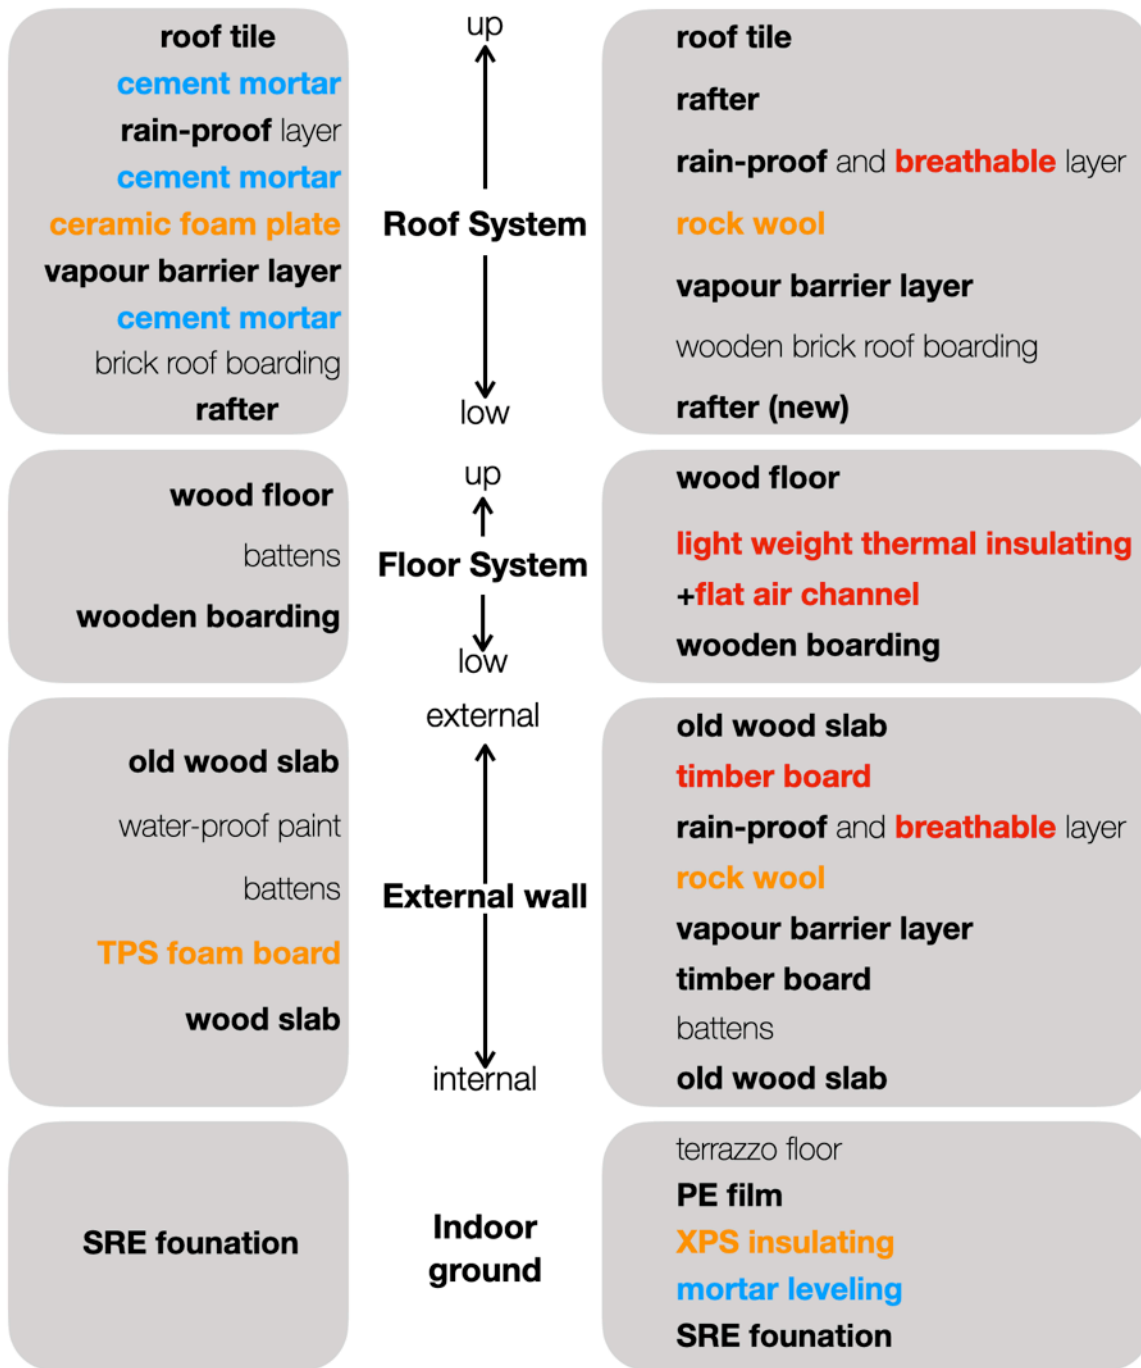 roof tile
cement mortar
rain-proof layer
cement mortar
ceramic foam plate
vapour barrier layer
cement mortar
brick roof boarding
rafter
up
Roof System
low
roof tile
rafter
rain-proof and breathable layer
rock wool
vapour barrier layer
wooden brick roof boarding
rafter (new)
wood floor
battens
wooden boarding
up
Floor System
low
wood floor
light weight thermal insulating
+flat air channel
wooden boarding
old wood slab
water-proof paint
battens
TPS foam board
wood slab
external
External wall
internal
old wood slab
timber board
rain-proof and breathable layer
rock wool
vapour barrier layer
timber board
battens
old wood slab
SRE founation
Indoor
ground
terrazzo floor
PE film
XPS insulating
mortar leveling
SRE founation